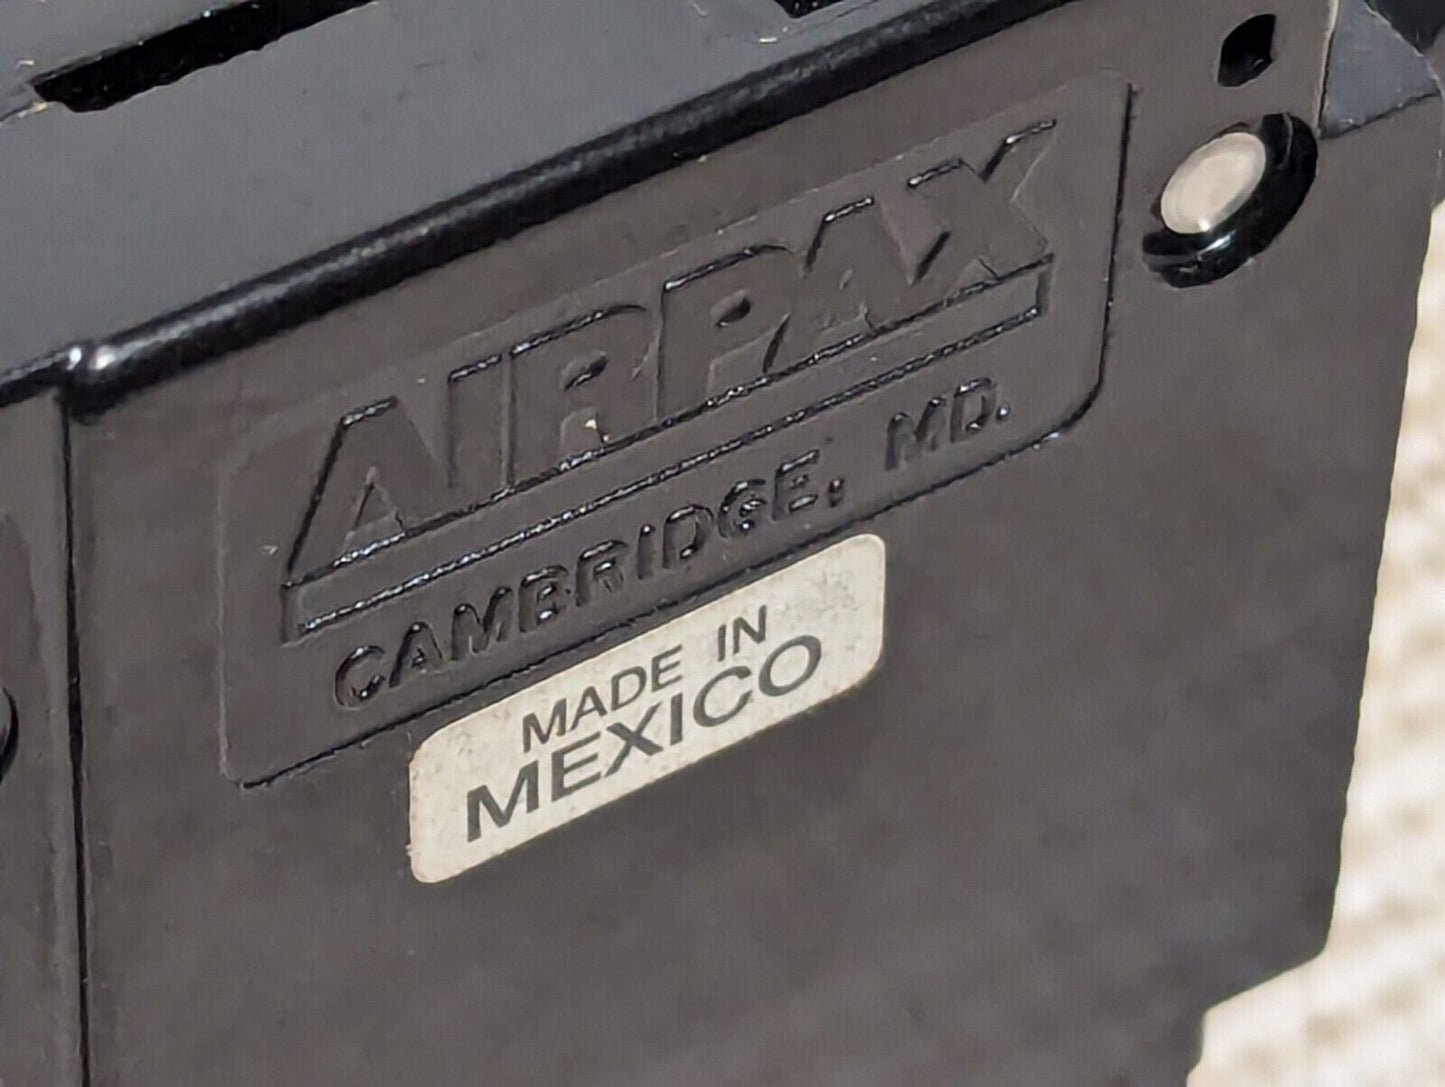 AIRPAX
CAMBRIDGE, MD.
MADE IN
MEXICO